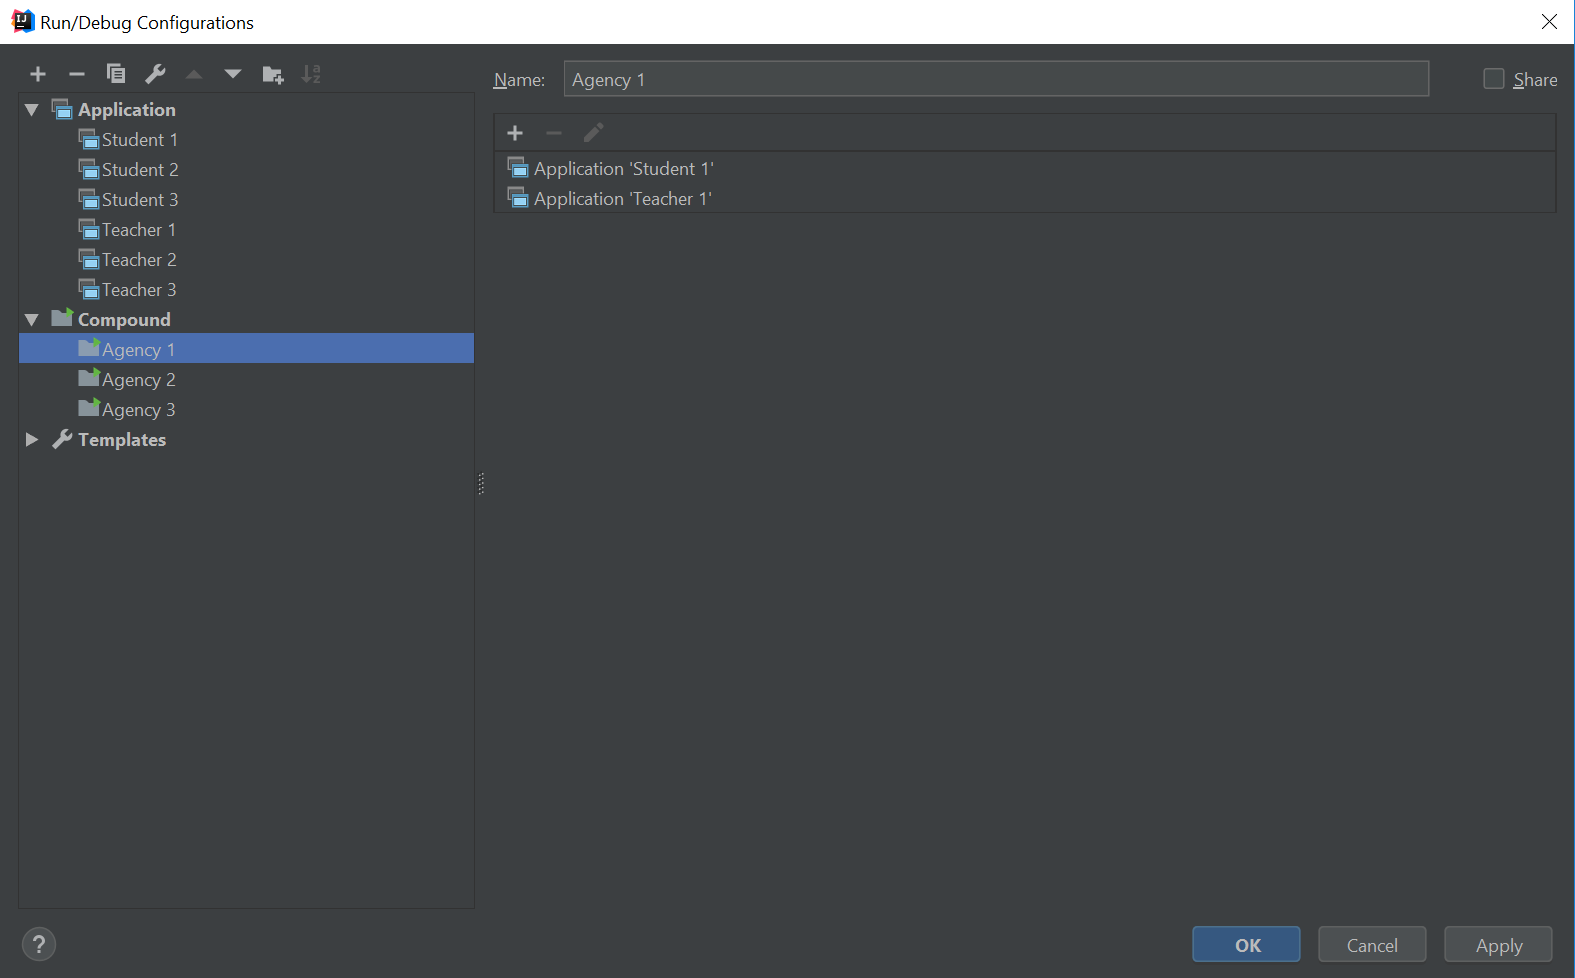 Run/Debug Configurations
Name: Agency 1 Share
Application
Student 1
Student 2
Student 3
Teacher 1
Teacher 2
Teacher 3
Compound
Agency 1
Agency 2
Agency 3
Templates
Application 'Student 1'
Application 'Teacher 1'
?
OK Cancel Apply